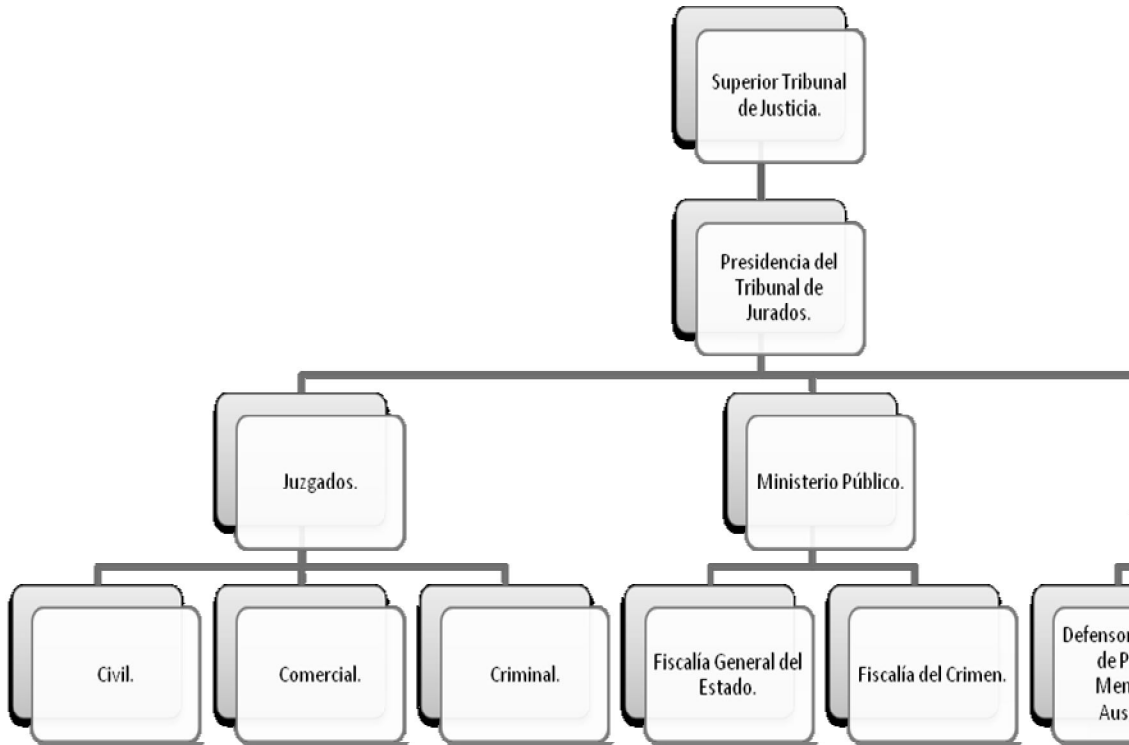 Superior Tribunal
de Justicia.
Presidencia del
Tribunal de
Jurados.
Juzgados.
Ministerio Público.
Civil.
Comercial.
Criminal.
Fiscalía General del
Estado.
Fiscalía del Crimen.
de